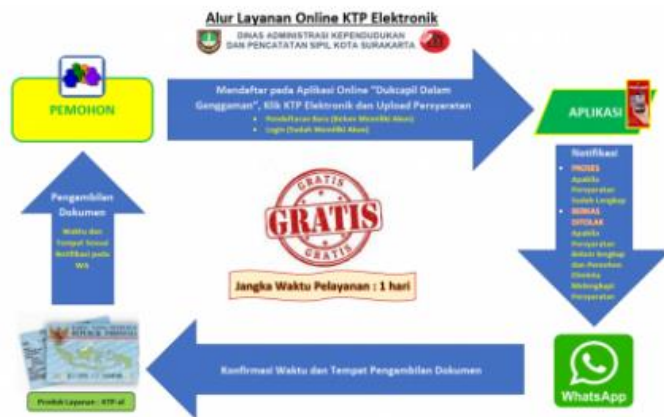 Alur Layanan Online KTP Elektronik
DINAS ADMINISTRASI KEPENDUDUKAN
DAN PENCATATAN SIPIL KOTA SURAKARTA
PEMOHON
Mendaftar pada Aplikasi Online "Dukcapil Dalam
Genggaman", Klik KTP Elektronik dan Upload Persyaratan
Pendaftaran Baru (Belum Memiliki Akun)
Login (Sudah Memiliki Akun)
APLIKASI
Notifikasi
PROSES
Apabila
Persyaratan
Sudah Lengkap
BERKAS
DITOLAK
Apabila
Persyaratan
Belum lengkap
dan Pemohon
Diminta
Melengkapi
Persyaratan
Pengambilan
Dokumen
Waktu dan
Tempat Sesuai
Notifikasi pada
WA
GRATIS
GRATIS
GRATIS
Jangka Waktu Pelayanan : 1 hari
REPUBLIK INDONESIA
Konfirmasi Waktu dan Tempat Pengambilan Dokumen
WhatsApp
Produk Layanan : KTP-el